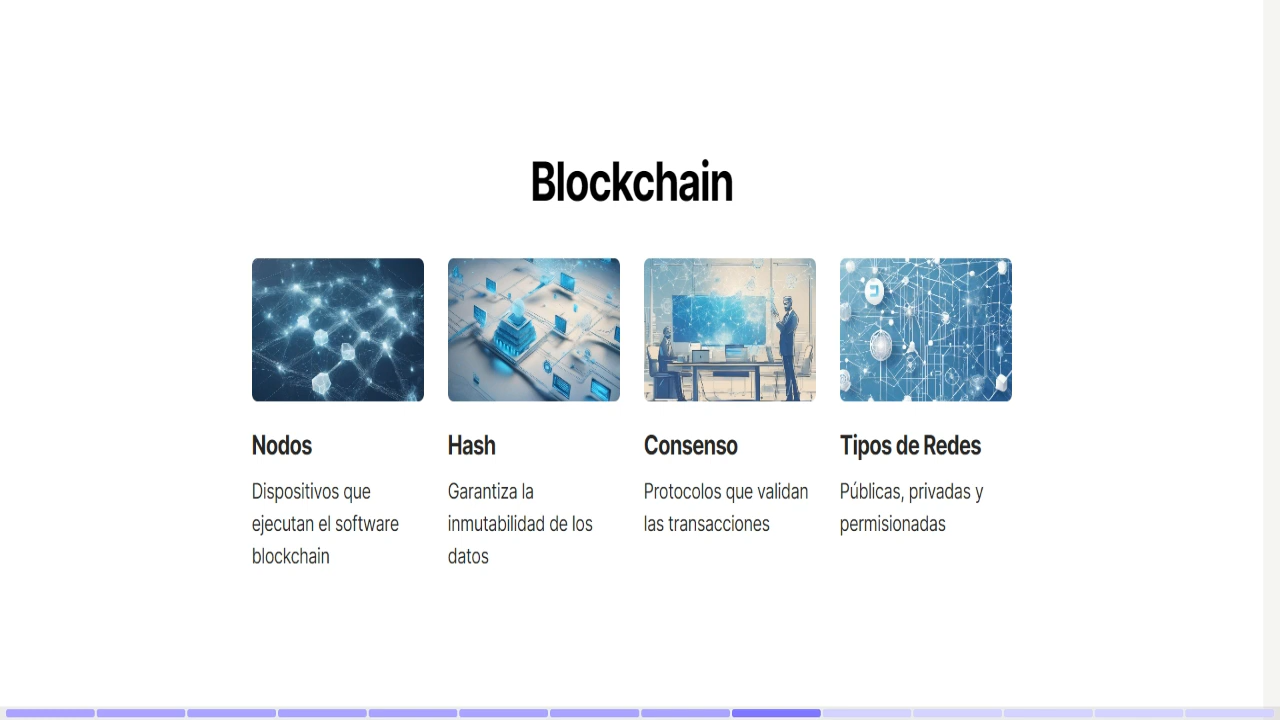 Blockchain
Nodos
Dispositivos que
ejecutan el software
blockchain
Hash
Garantiza la
inmutabilidad de los
datos
Consenso
Protocolos que validan
las transacciones
Tipos de Redes
Públicas, privadas y
permisionadas